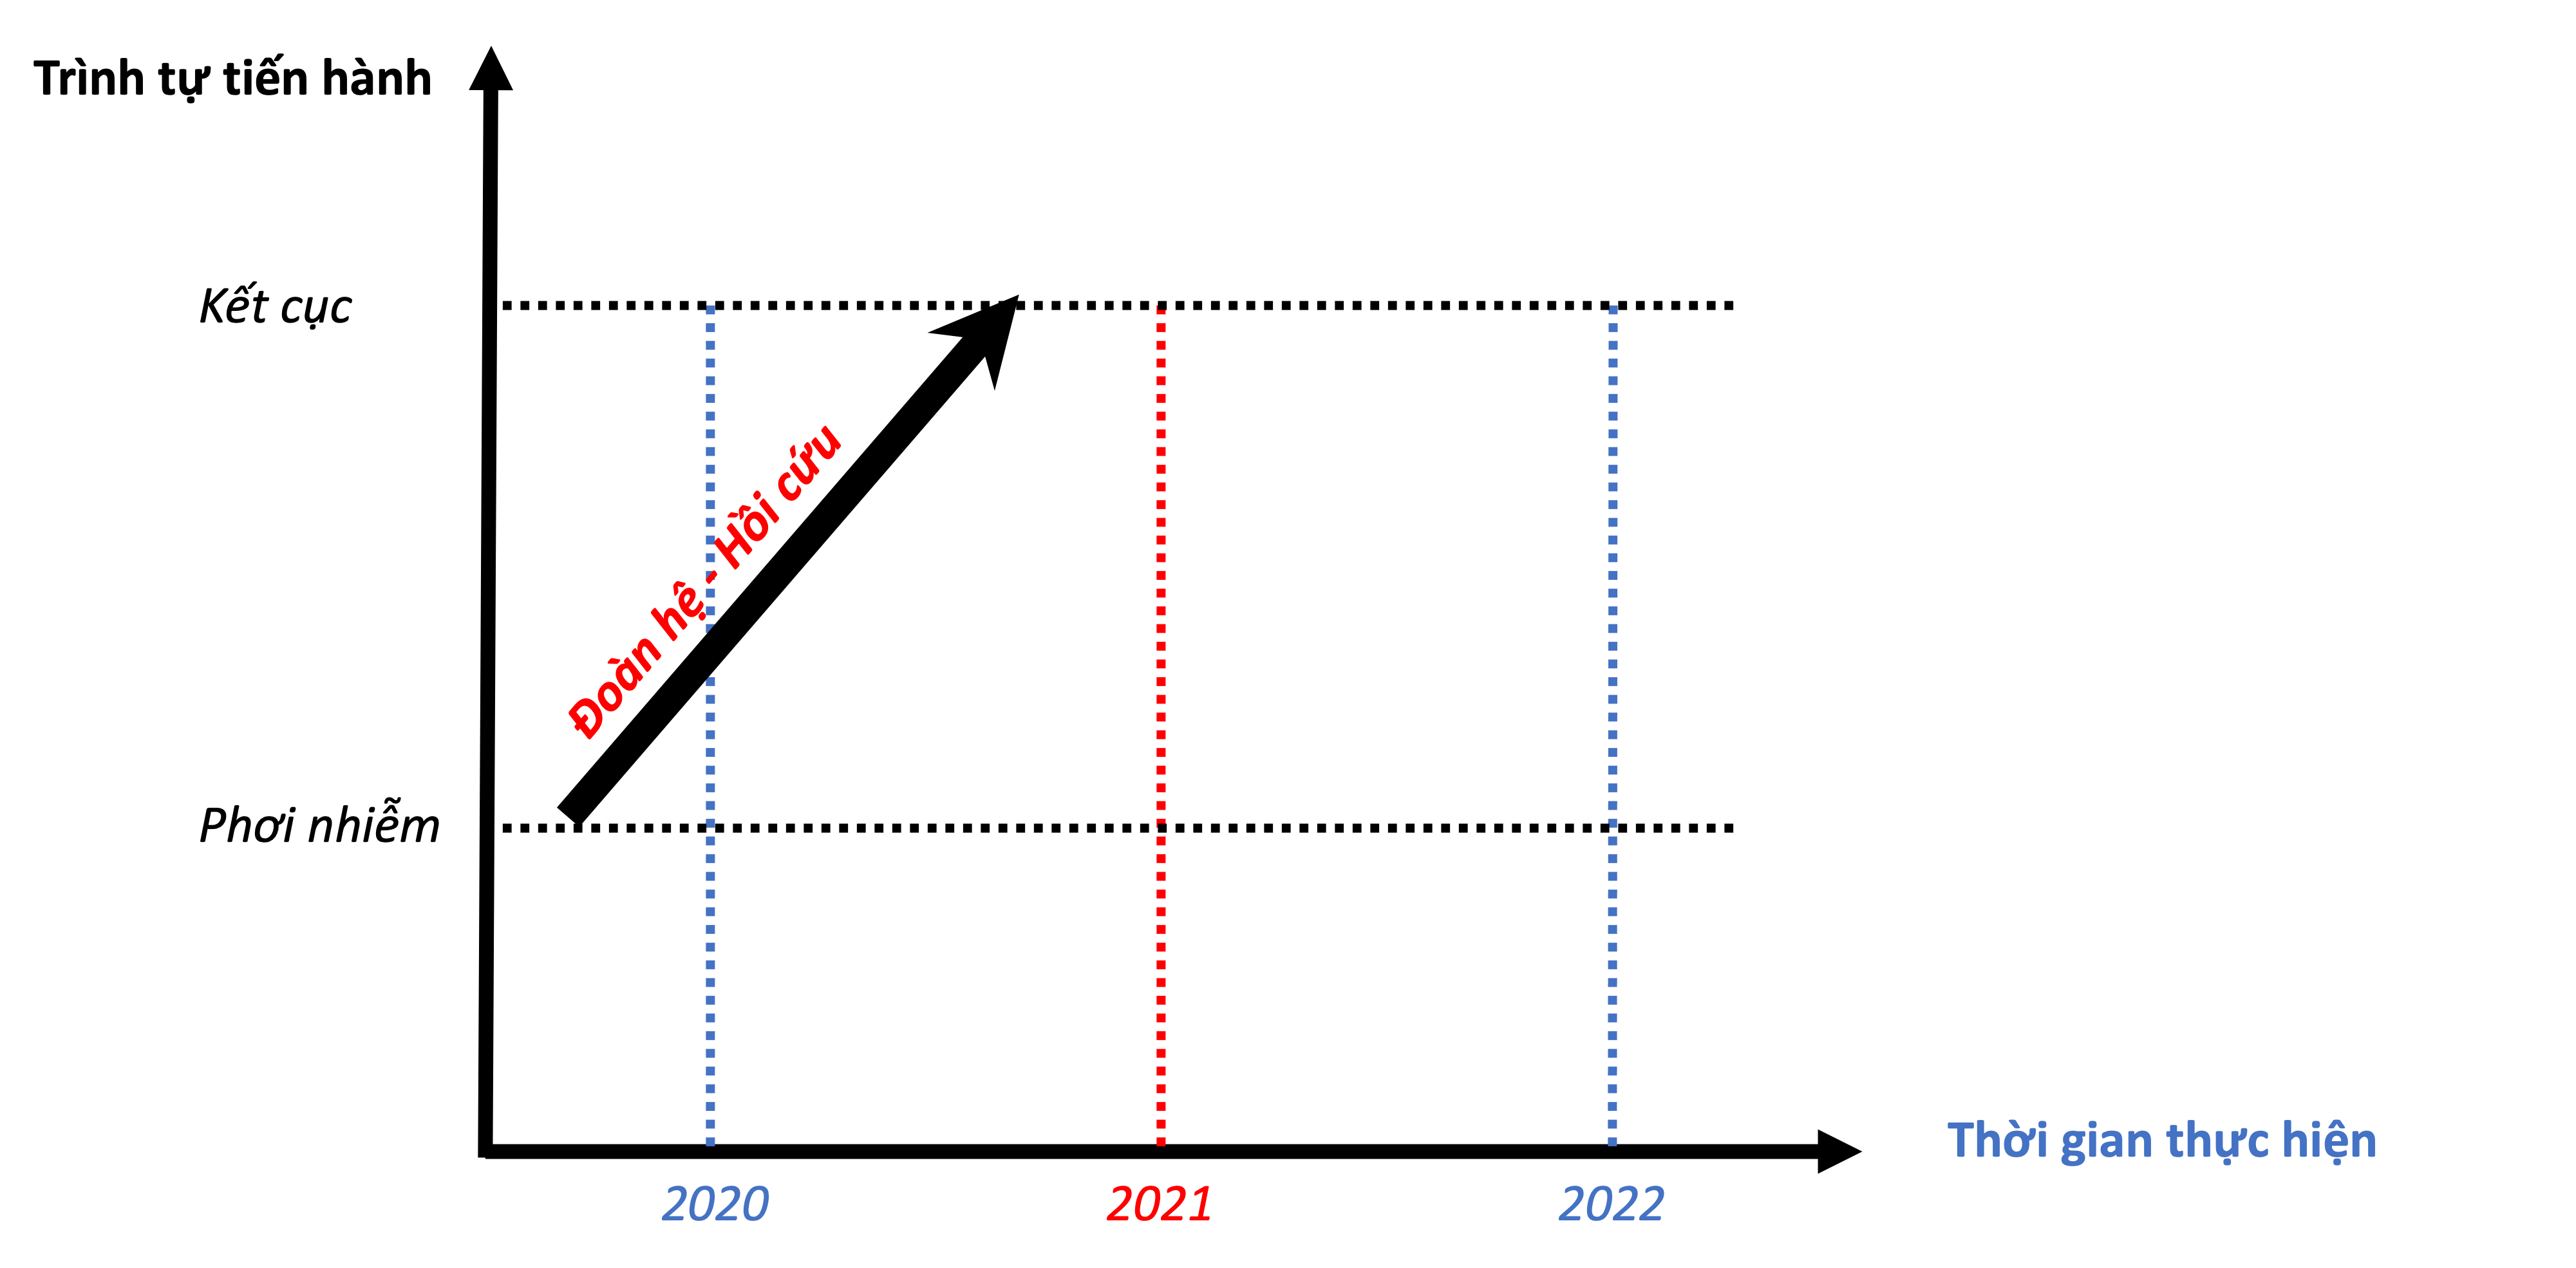 Trình tự tiến hành
Kết cục
Đoàn hệ - Hồi cứu
Phơi nhiễm
Thời gian thực hiện
2020
2021
2022